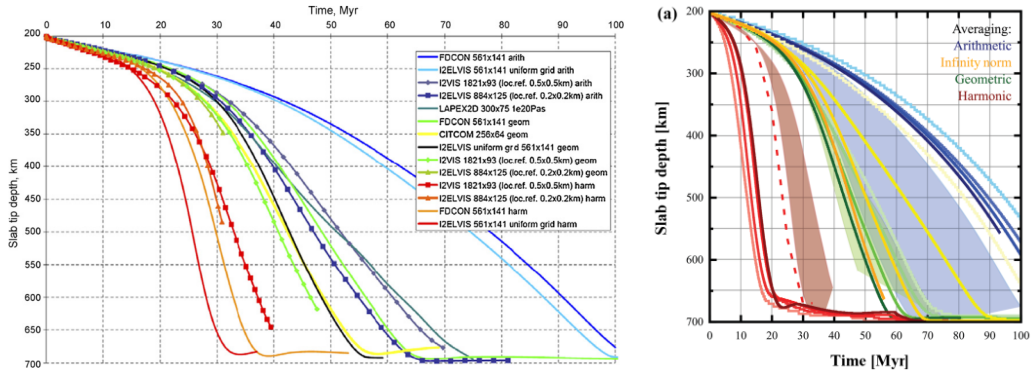 Time, Myr
0 10 20 30 40 50 60 70 80 90 100
200
250
300
350
400
450
500
550
600
650
700
Slab tip depth, km
FDCON 561x141 arith
I2ELVIS 561x141 uniform grid arith
I2VIS 1821x93 (loc.ref. 0.5x0.5km) arith
I2ELVIS 884x125 (loc.ref. 0.2x0.2km) arith
LAPEX2D 300x75 1e20Pas
FDCON 561x141 geom
CITCOM 256x64 geom
I2ELVIS uniform grd 561x141 geom
I2VIS 1821x93 (loc.ref. 0.5x0.5km) geom
I2ELVIS 884x125 (loc.ref. 0.2x0.2km) geom
I2VIS 1821x93 (loc.ref. 0.5x0.5km) harm
I2ELVIS 884x125 (loc.ref. 0.2x0.2km) harm
FDCON 561x141 harm
I2ELVIS 561x141 uniform grid harm
(a)
200
300
400
500
600
700
Slab tip depth [km]
Averaging:
Arithmetic
Infinity norm
Geometric
Harmonic
0 10 20 30 40 50 60 70 80 90 100
Time [Myr]